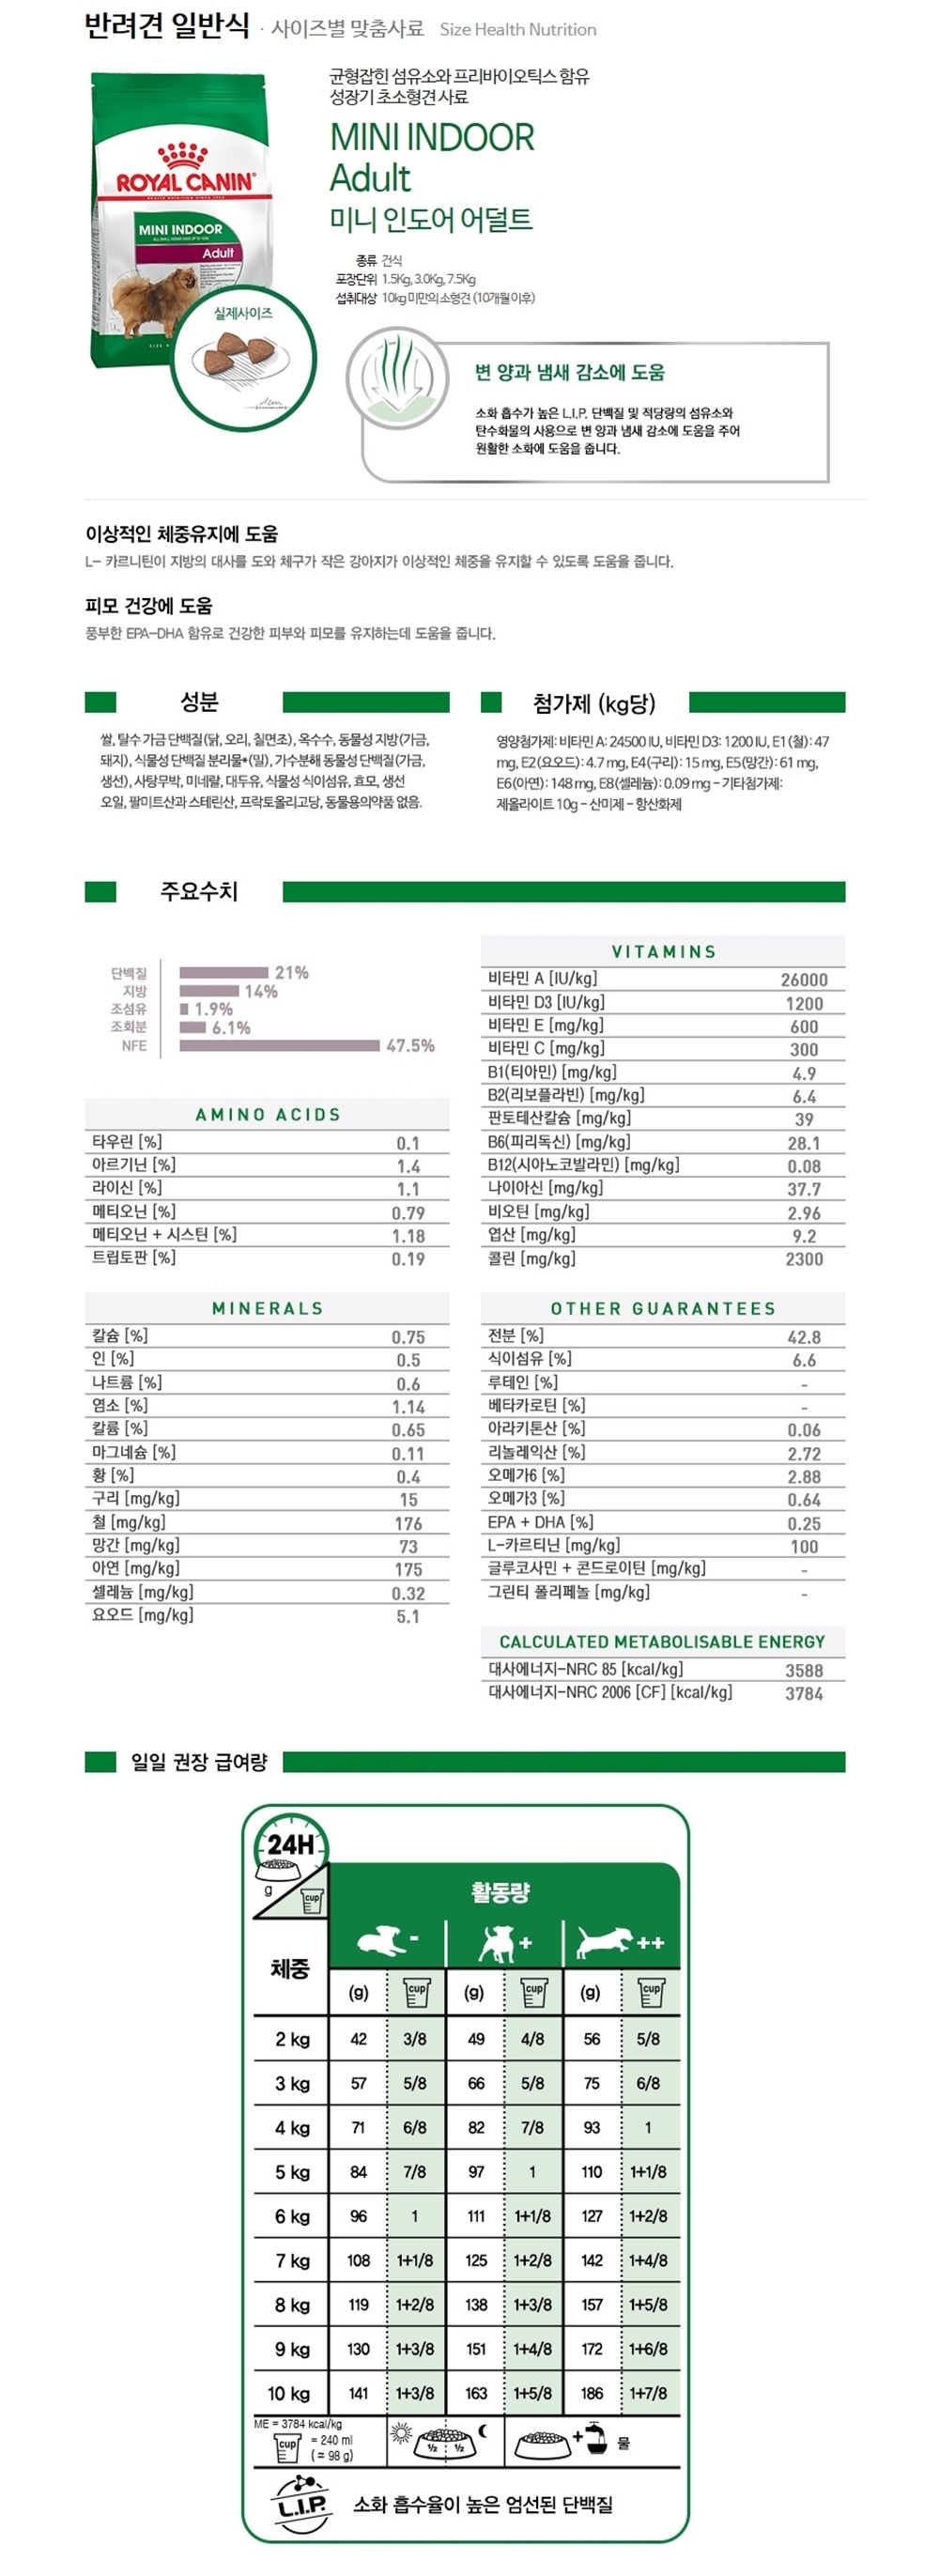 반려견 일반식 · 사이즈별 맞춤사료 Size Health Nutrition
균형잡힌 섬유소와 프리바이오틱스 함유
성장기 초소형견 사료
MINI INDOOR
Adult
미니 인도어 어덜트
종류 건식
포장단위 1.5Kg, 3.0Kg, 7.5Kg
섭취대상 10kg 미만의 소형견 (10개월 이후)
ROYAL CANIN
MINI INDOOR
Adult
실제사이즈
변 양과 냄새 감소에 도움
소화 흡수가 높은 L.I.P. 단백질 및 적당량의 섬유소와
탄수화물의 사용으로 변 양과 냄새 감소에 도움을 주어
원활한 소화에 도움을 줍니다.
이상적인 체중유지에 도움
L- 카르니틴이 지방의 대사를 도와 체구가 작은 강아지가 이상적인 체중을 유지할 수 있도록 도움을 줍니다.
피모 건강에 도움
풍부한 EPA-DHA 함유로 건강한 피부와 피모를 유지하는데 도움을 줍니다.
성분
쌀, 탈수 가금 단백질(닭, 오리, 칠면조), 옥수수, 동물성 지방(가금,
돼지), 식물성 단백질 분리물*(밀), 가수분해 동물성 단백질(가금,
생선), 사탕무박, 미네랄, 대두유, 식물성 식이섬유, 효모, 생선
오일, 팔미트산과 스테린산, 프락토올리고당, 동물용의약품 없음.
첨가제 (kg당)
영양첨가제: 비타민 A: 24500 IU, 비타민 D3: 1200 IU, E1 (철): 47
mg, E2 (요오드): 4.7 mg, E4 (구리): 15 mg, E5 (망간): 61 mg,
E6 (아연): 148 mg, E8 (셀레늄): 0.09 mg - 기타첨가제:
제올라이트 10g - 산미제 - 항산화제
주요수치
단백질 21%
지방 14%
조섬유 1.9%
조회분 6.1%
NFE 47.5%
AMINO ACIDS
타우린 [%] 0.1
아르기닌 [%] 1.4
라이신 [%] 1.1
메티오닌 [%] 0.79
메티오닌 + 시스틴 [%] 1.18
트립토판 [%] 0.19
MINERALS
칼슘 [%] 0.75
인 [%] 0.5
나트륨 [%] 0.6
염소 [%] 1.14
칼륨 [%] 0.65
마그네슘 [%] 0.11
황 [%] 0.4
구리 [mg/kg] 15
철 [mg/kg] 176
망간 [mg/kg] 73
아연 [mg/kg] 175
셀레늄 [mg/kg] 0.32
요오드 [mg/kg] 5.1
VITAMINS
비타민 A [IU/kg] 26000
비타민 D3 [IU/kg] 1200
비타민 E [mg/kg] 600
비타민 C [mg/kg] 300
B1(티아민) [mg/kg] 4.9
B2(리보플라빈) [mg/kg] 6.4
판토테산칼슘 [mg/kg] 39
B6(피리독신) [mg/kg] 28.1
B12(시아노코발라민) [mg/kg] 0.08
나이아신 [mg/kg] 37.7
비오틴 [mg/kg] 2.96
엽산 [mg/kg] 9.2
콜린 [mg/kg] 2300
OTHER GUARANTEES
전분 [%] 42.8
식이섬유 [%] 6.6
루테인 [%] -
베타카로틴 [%] -
아라키톤산 [%] 0.06
리놀레익산 [%] 2.72
오메가6 [%] 2.88
오메가3 [%] 0.64
EPA + DHA [%] 0.25
L-카르티닌 [mg/kg] 100
글루코사민 + 콘드로이틴 [mg/kg] -
그린티 폴리페놀 [mg/kg] -
CALCULATED METABOLISABLE ENERGY
대사에너지-NRC 85 [kcal/kg] 3588
대사에너지-NRC 2006 [CF] [kcal/kg] 3784
일일 권장 급여량
24H
g cup
활동량
- + ++
체중
(g) cup (g) cup (g) cup
2 kg 42 3/8 49 4/8 56 5/8
3 kg 57 5/8 66 5/8 75 6/8
4 kg 71 6/8 82 7/8 93 1
5 kg 84 7/8 97 1 110 1+1/8
6 kg 96 1 111 1+1/8 127 1+2/8
7 kg 108 1+1/8 125 1+2/8 142 1+4/8
8 kg 119 1+2/8 138 1+3/8 157 1+5/8
9 kg 130 1+3/8 151 1+4/8 172 1+6/8
10 kg 141 1+3/8 163 1+5/8 186 1+7/8
ME = 3784 kcal/kg
cup = 240 ml
(= 98 g)
½ ½
+ 물
L.I.P. 소화 흡수율이 높은 엄선된 단백질